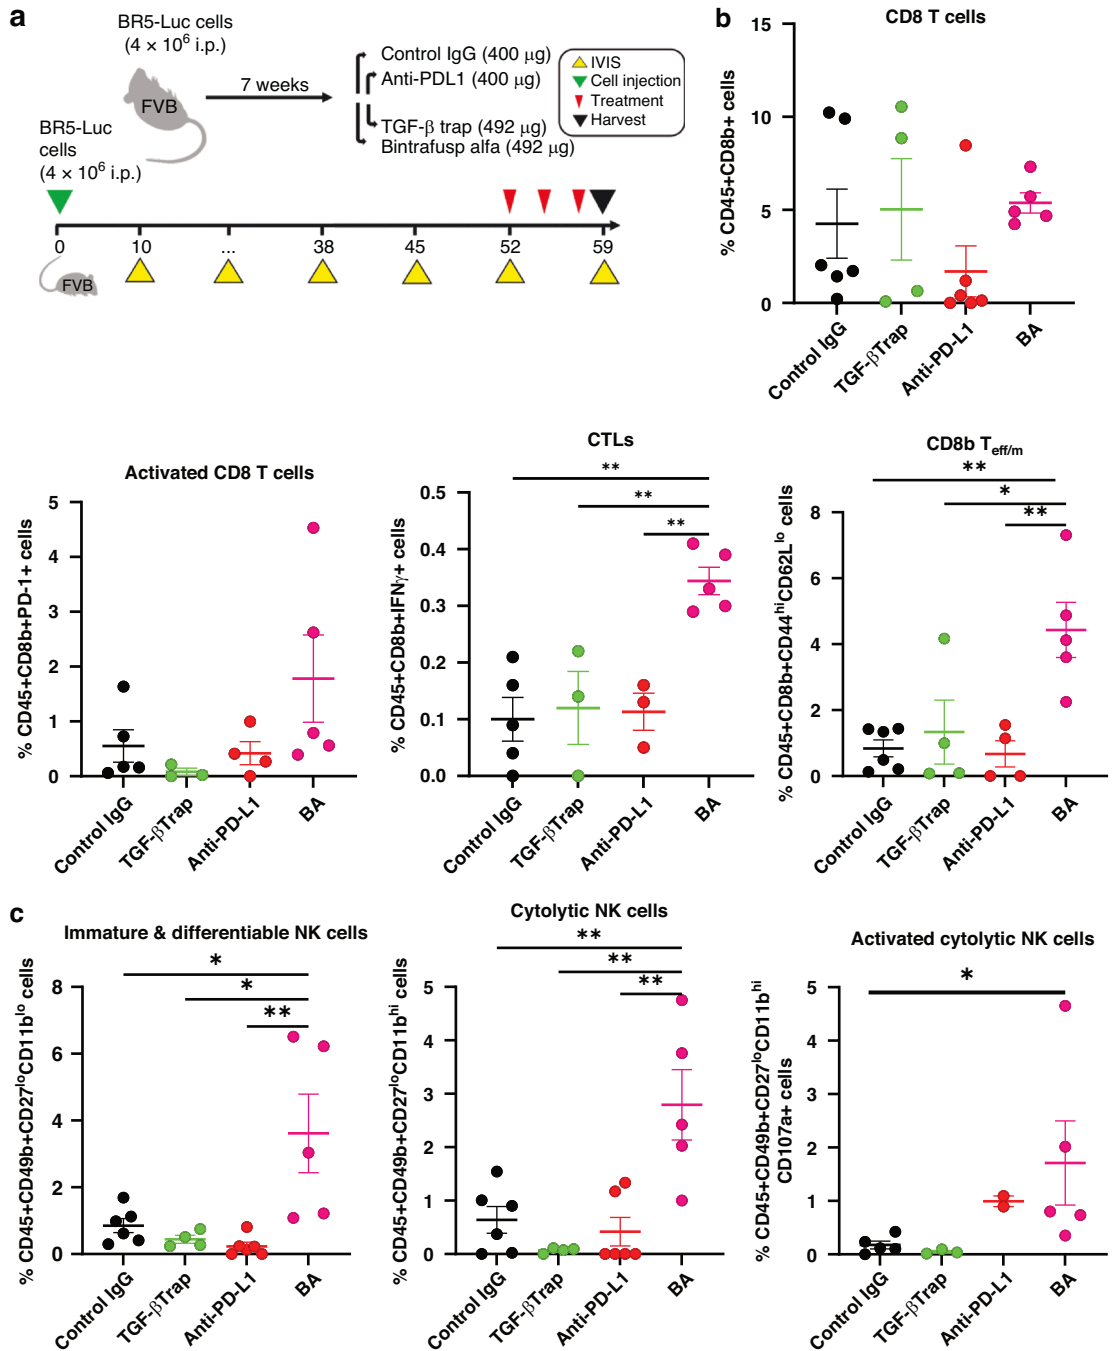 a
BR5-Luc cells
(4 × 10⁶ i.p.)
FVB
7 weeks
Control IgG (400 µg)
Anti-PDL1 (400 µg)
TGF-β trap (492 µg)
Bintrafusp alfa (492 µg)
IVIS
Cell injection
Treatment
Harvest
BR5-Luc
cells
(4 × 10⁶ i.p.)
0 10 ... 38 45 52 59
FVB
b
CD8 T cells
% CD45+CD8b+ cells
15
10
5
0
Control IgG
TGF-βTrap
Anti-PD-L1
BA
Activated CD8 T cells
% CD45+CD8b+PD-1+ cells
5
4
3
2
1
0
Control IgG
TGF-βTrap
Anti-PD-L1
BA
CTLs
% CD45+CD8b+IFNγ+ cells
**
**
**
0.5
0.4
0.3
0.2
0.1
0.0
Control IgG
TGF-βTrap
Anti-PD-L1
BA
CD8b T eff/m
% CD45+CD8b+CD44ʰⁱCD62Lˡᵒ cells
**
*
**
8
6
4
2
0
Control IgG
TGF-βTrap
Anti-PD-L1
BA
c
Immature & differentiable NK cells
% CD45+CD49b+CD27ˡᵒCD11bˡᵒ cells
*
*
**
8
6
4
2
0
Control IgG
TGF-βTrap
Anti-PD-L1
BA
Cytolytic NK cells
% CD45+CD49b+CD27ˡᵒCD11bʰⁱ cells
**
**
**
5
4
3
2
1
0
Control IgG
TGF-βTrap
Anti-PD-L1
BA
Activated cytolytic NK cells
% CD45+CD49b+CD27ˡᵒCD11bʰⁱ
CD107a+ cells
*
5
4
3
2
1
0
Control IgG
TGF-βTrap
Anti-PD-L1
BA